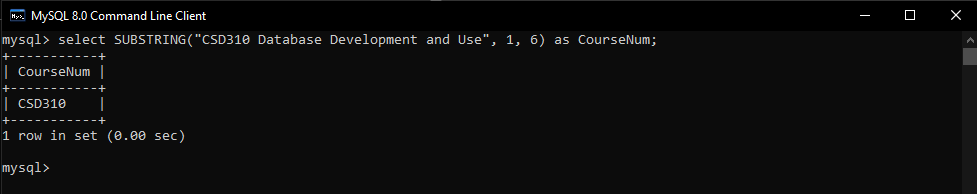 MySQL 8.0 Command Line Client
mysql> select SUBSTRING("CSD310 Database Development and Use", 1, 6) as CourseNum;
+-----------+
| CourseNum |
+-----------+
| CSD310    |
+-----------+
1 row in set (0.00 sec)
mysql>